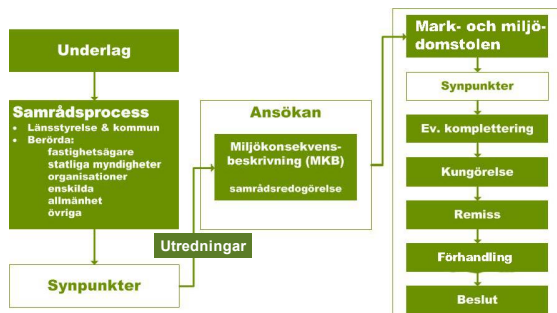 Underlag
Samrådsprocess
• Länsstyrelse & kommun
• Berörda:
fastighetsägare
statliga myndigheter
organisationer
enskilda
allmänhet
övriga
Synpunkter
Utredningar
Ansökan
Miljökonsekvens-
beskrivning (MKB)
samrådsredogörelse
Mark- och miljö-
domstolen
Synpunkter
Ev. komplettering
Kungörelse
Remiss
Förhandling
Beslut